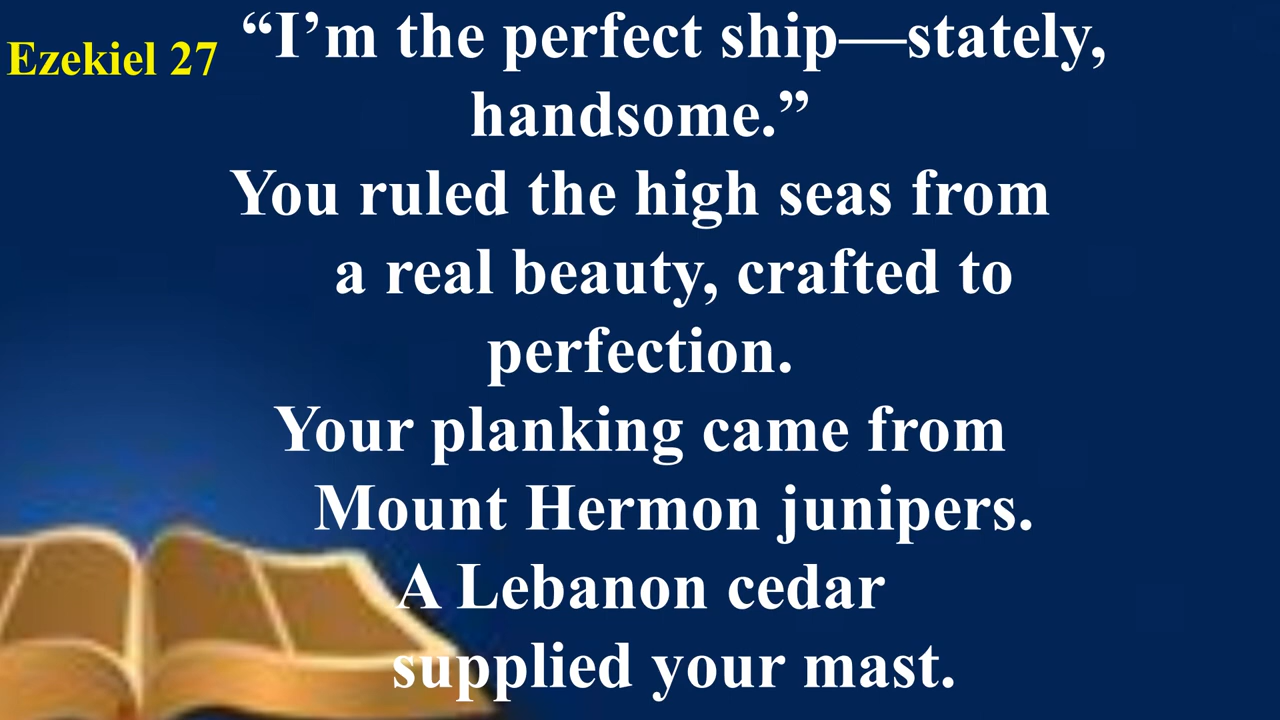 Ezekiel 27
“I’m the perfect ship—stately,
handsome.”
You ruled the high seas from
a real beauty, crafted to
perfection.
Your planking came from
Mount Hermon junipers.
A Lebanon cedar
supplied your mast.